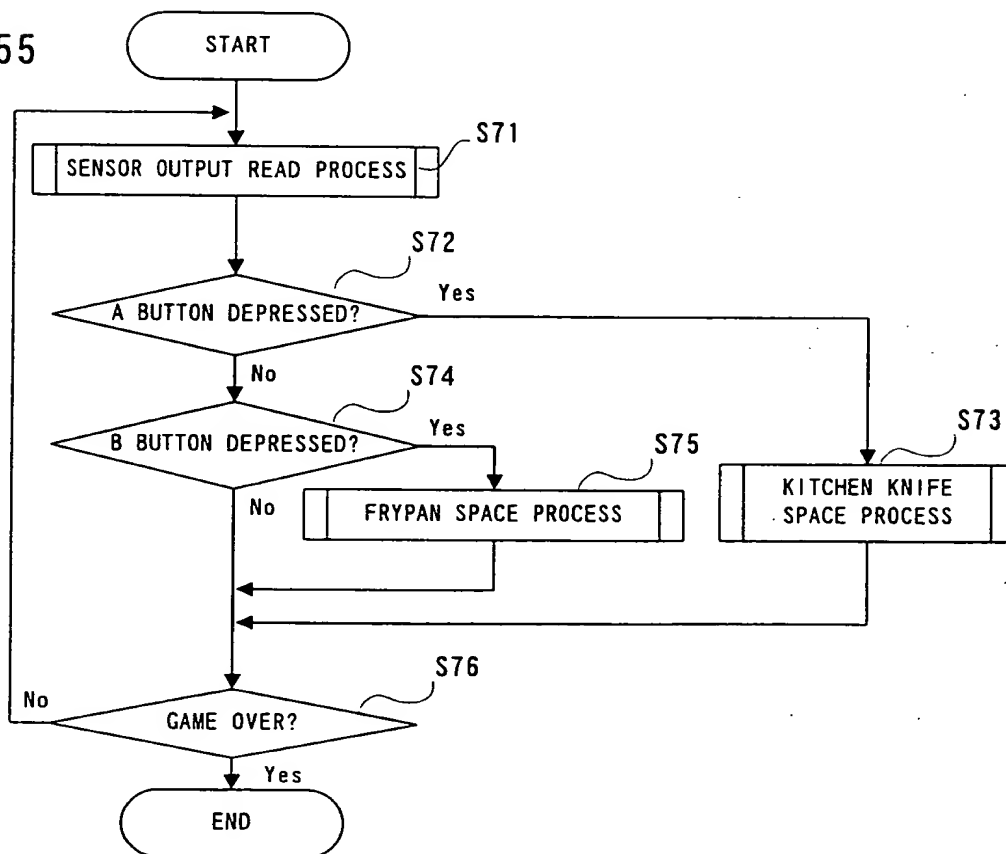 55
START
S71
SENSOR OUTPUT READ PROCESS
S72
A BUTTON DEPRESSED?
Yes
No
S74
B BUTTON DEPRESSED?
Yes
No
S75
FRYPAN SPACE PROCESS
S73
KITCHEN KNIFE
SPACE PROCESS
S76
GAME OVER?
No
Yes
END